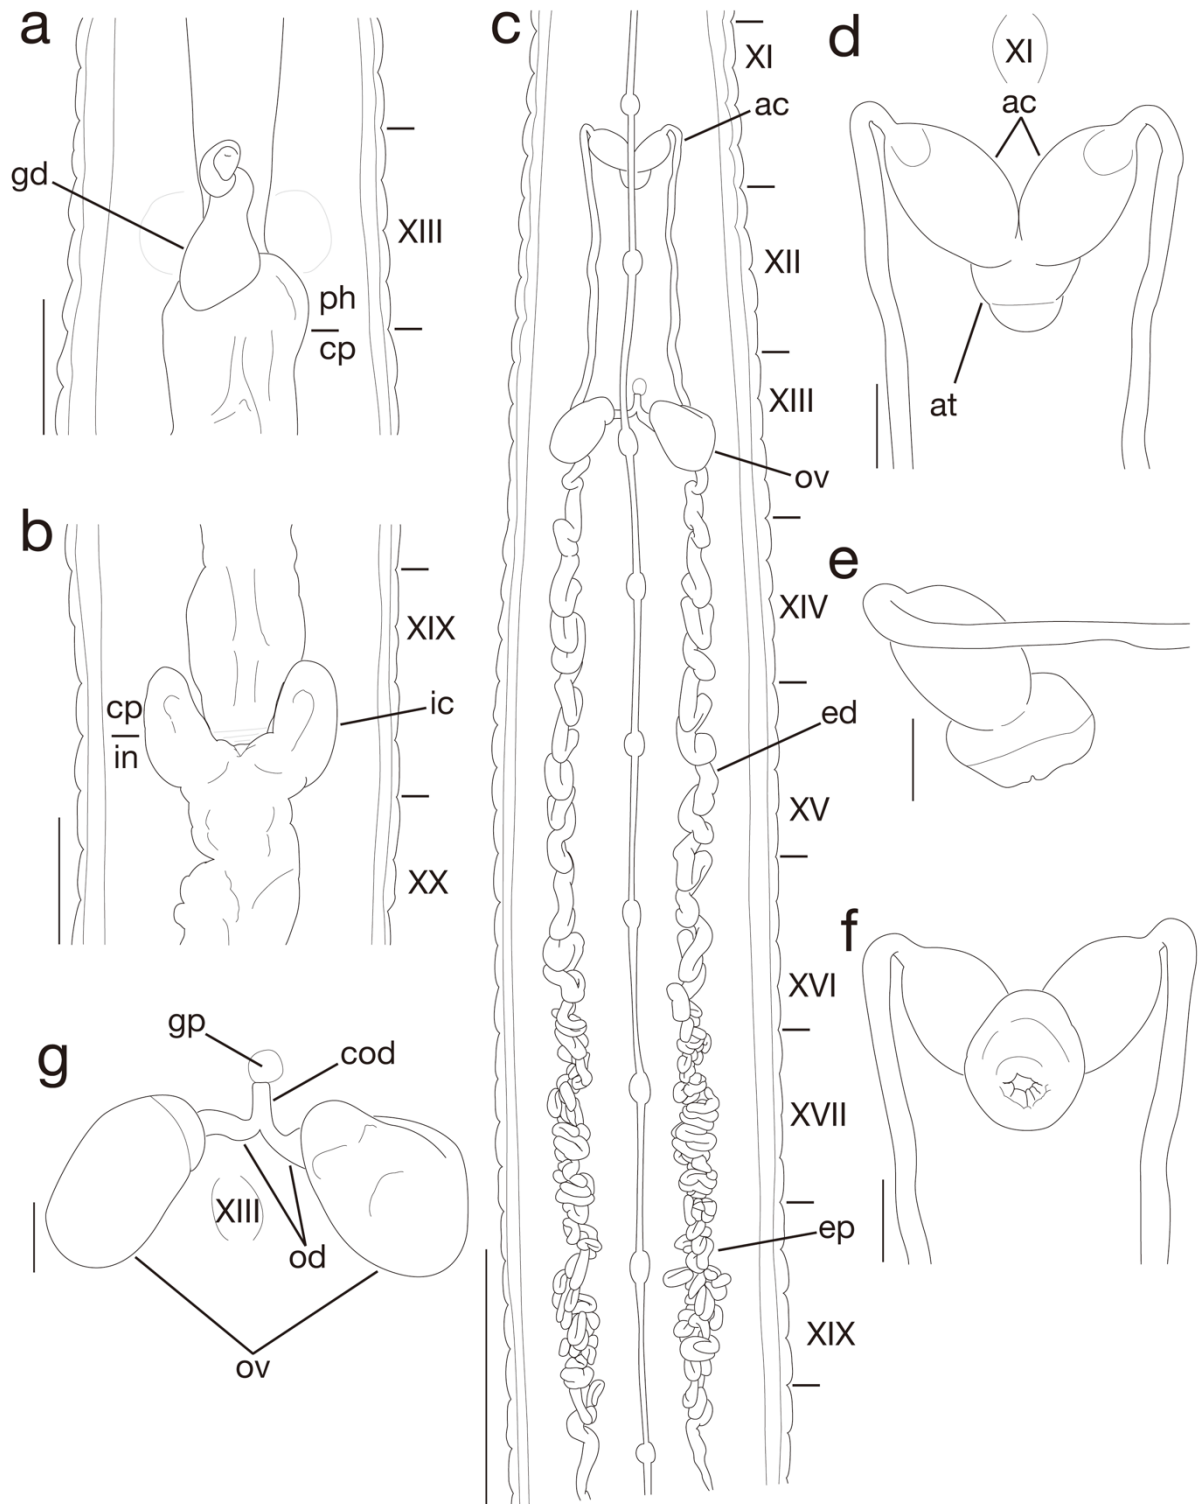 a
gd
XIII
ph
cp
b
XIX
cp
in
ic
XX
g
gp
cod
XIII
od
ov
c
XI
ac
XII
XIII
ov
XIV
ed
XV
XVI
XVII
ep
XIX
d
XI
ac
at
e
f